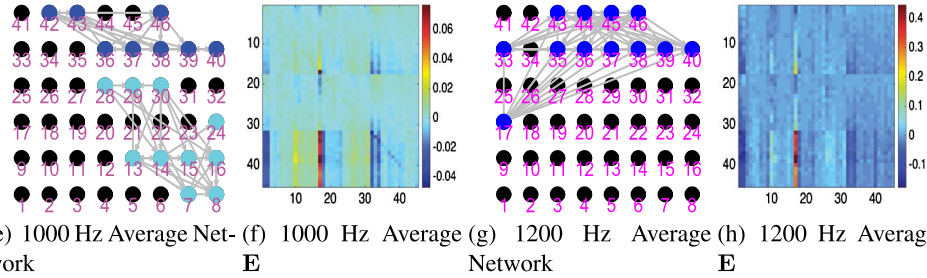 41 42 43 44 45 46
33 34 35 36 37 38 39 40
25 26 27 28 29 30 31 32
17 18 19 20 21 22 23 24
9 10 11 12 13 14 15 16
1 2 3 4 5 6 7 8
10
20
30
40
10 20 30 40
0.06
0.04
0.02
0
-0.02
-0.04
41 42 43 44 45 46
33 34 35 36 37 38 39 40
25 26 27 28 29 30 31 32
17 18 19 20 21 22 23 24
9 10 11 12 13 14 15 16
1 2 3 4 5 6 7 8
10
20
30
40
10 20 30 40
0.4
0.3
0.2
0.1
0
-0.1
e) 1000 Hz Average Net-
work
(f) 1000 Hz Average
E
(g) 1200 Hz Average
Network
(h) 1200 Hz Averag
E